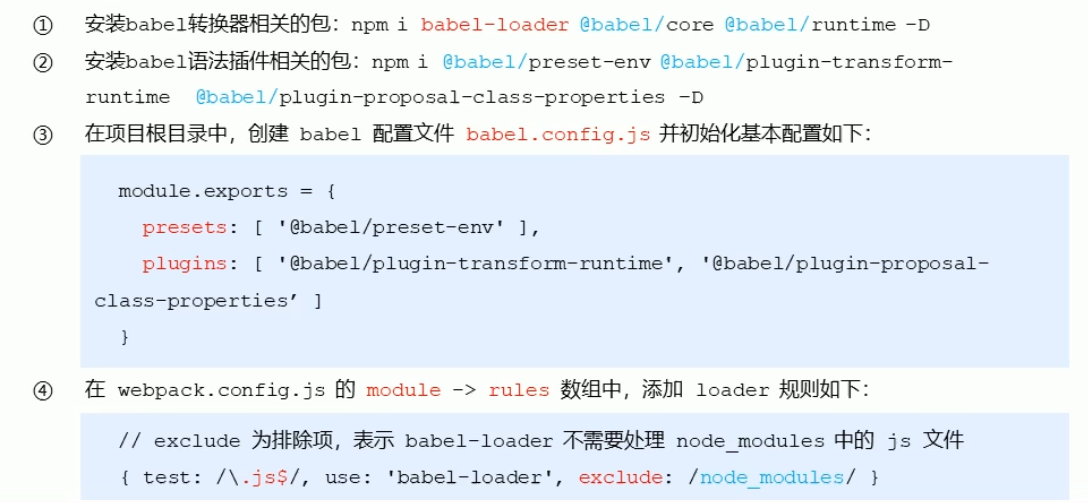 ① 安装babel转换器相关的包：npm i babel-loader @babel/core @babel/runtime –D
② 安装babel语法插件相关的包：npm i @babel/preset-env @babel/plugin-transform-
runtime @babel/plugin-proposal-class-properties –D
③ 在项目根目录中，创建 babel 配置文件 babel.config.js 并初始化基本配置如下：
module.exports = {
presets: [ '@babel/preset-env' ],
plugins: [ '@babel/plugin-transform-runtime', '@babel/plugin-proposal-
class-properties’ ]
}
④ 在 webpack.config.js 的 module -> rules 数组中，添加 loader 规则如下：
// exclude 为排除项，表示 babel-loader 不需要处理 node_modules 中的 js 文件
{ test: /\.js$/, use: 'babel-loader', exclude: /node_modules/ }